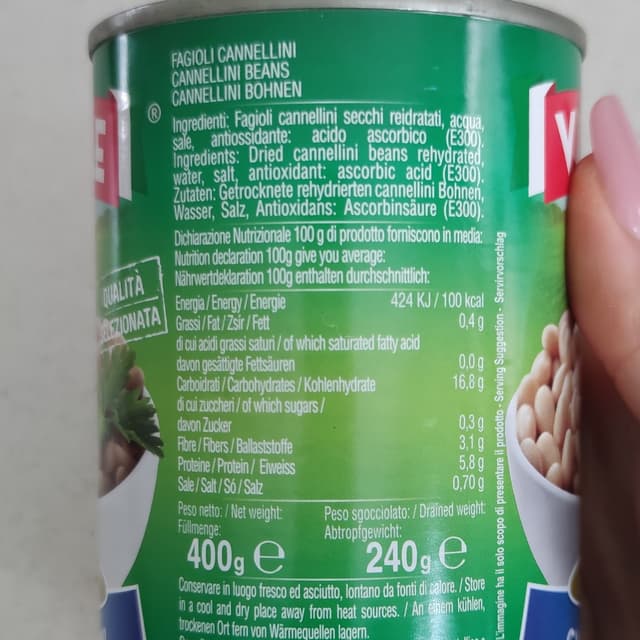 FAGIOLI CANNELLINI
CANNELLINI BEANS
CANNELLINI BOHNEN
®
E
V
Ingredienti: Fagioli cannellini secchi reidratati, acqua,
sale, antiossidante: acido ascorbico (E300).
Ingredients: Dried cannellini beans rehydrated,
water, salt, antioxidant: ascorbic acid (E300).
Zutaten: Getrocknete rehydrierten cannellini Bohnen,
Wasser, Salz, Antioxidans: Ascorbinsäure (E300).
Dichiarazione Nutrizionale 100 g di prodotto forniscono in media:
Nutrition declaration 100g give you average:
Nährwertdeklaration 100g enthalten durchschnittlich:
Energia / Energy / Energie 424 KJ / 100 kcal
Grassi / Fat / Zsír / Fett 0,4 g
di cui acidi grassi saturi / of which saturated fatty acid
davon gesättigte Fettsäuren 0,0 g
Carboidrati / Carbohydrates / Kohlenhydrate 16,8 g
di cui zuccheri / of which sugars /
davon Zucker 0,3 g
Fibre / Fibers / Ballaststoffe 3,1 g
Proteine / Protein / Eiweiss 5,8 g
Sale / Salt / Só / Salz 0,70 g
Peso netto: / Net weight:
Füllmenge:
400g e
Peso sgocciolato: / Drained weight:
Abtropfgewicht:
240g e
Conservare in luogo fresco ed asciutto, lontano da fonti di calore. / Store
in a cool and dry place away from heat sources. / An einem kühlen,
trockenen Ort fern von Wärmequellen lagern.
QUALITÀ
SELEZIONATA
L'immagine ha il solo scopo di presentare il prodotto - Serving Suggestion - Serviervorschlag